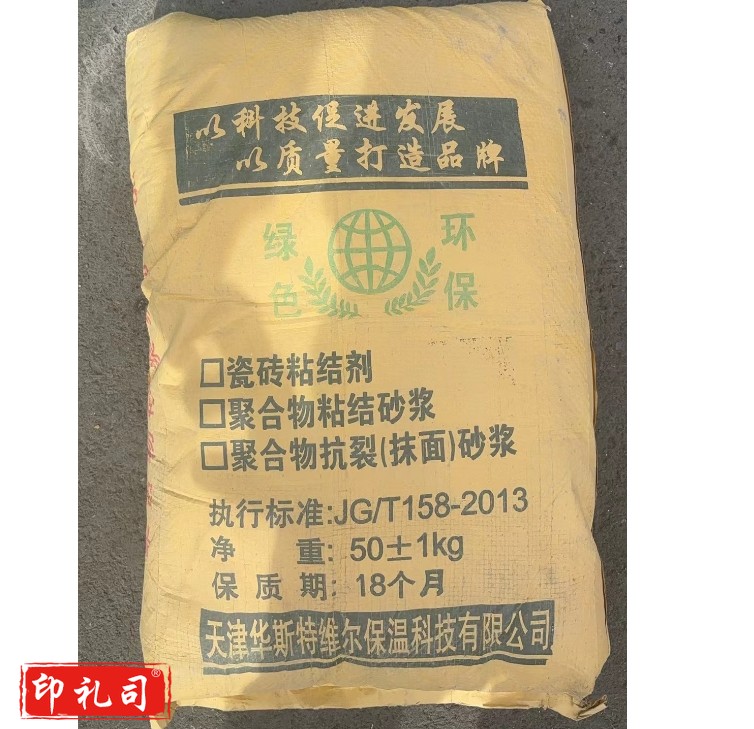 以科技促进发展
以质量打造品牌
绿色
环保
□瓷砖粘结剂
□聚合物粘结砂浆
□聚合物抗裂(抹面)砂浆
执行标准:JG/T158-2013
净 重: 50±1kg
保 质 期: 18个月
天津华斯特维尔保温科技有限公司
印礼司®